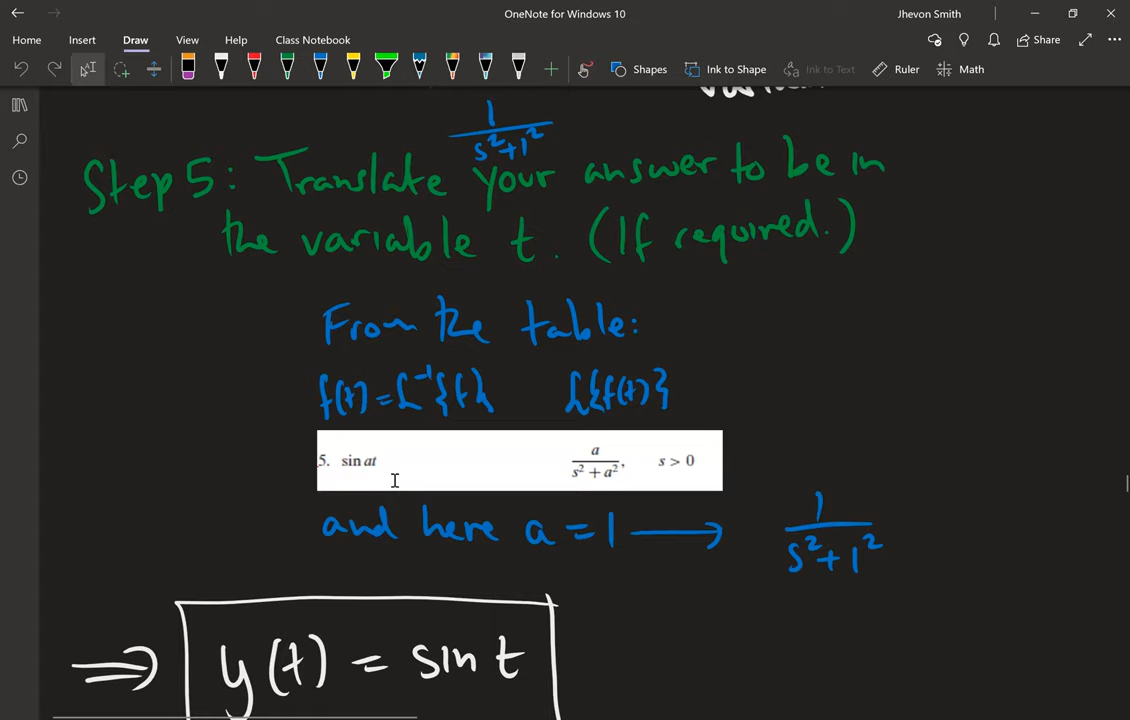 OneNote for Windows 10
Jhevon Smith
Home Insert Draw View Help Class Notebook
Share
Shapes Ink to Shape Ink to Text Ruler Math
1
s²+1²
Step 5: Translate your answer to be in
the variable t. (If required.)
From the table:
f(t) = ℒ⁻¹{f} ℒ{f(t)}
5. sin at a/(s² + a²), s > 0
and here a = 1 ⟶ 1/(s²+1²)
⟹ y(t) = sin t